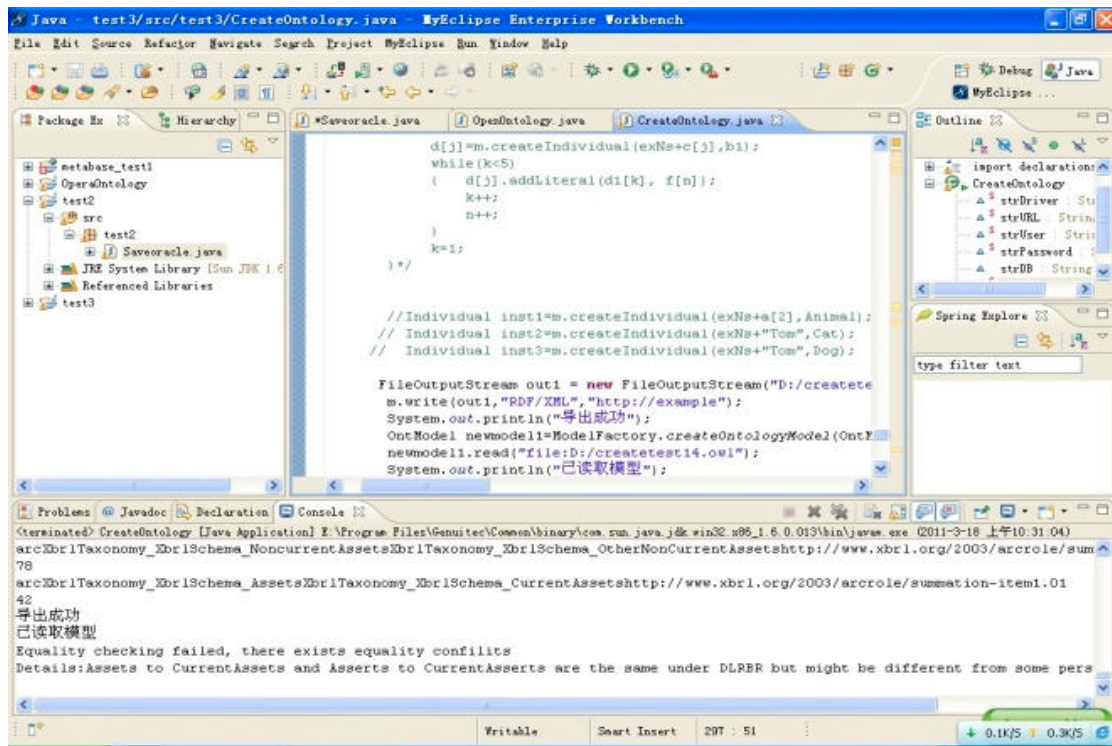 Java - test3/src/test3/CreateOntology.java - MyEclipse Enterprise Workbench
File Edit Source Refactor Navigate Search Project MyEclipse Run Window Help
Debug Java
MyEclipse ...
Package Ex Hierarchy
metabase_test1
OperaOntology
test2
src
test2
Saveoracle.java
JRE System Library [Sun JDK 1.6
Referenced Libraries
test3
*Saveoracle.java OpenOntology.java CreateOntology.java
d[j]=m.createIndividual(exNs+c[j],b1);
while(k<5)
{ d[j].addLiteral(d1[k], f[n]);
k++;
n++;
}
k=1;
}*/
//Individual inst1=m.createIndividual(exNs+a[2],Animal);
// Individual inst2=m.createIndividual(exNs+"Tom",Cat);
// Individual inst3=m.createIndividual(exNs+"Tom",Dog);
FileOutputStream out1 = new FileOutputStream("D:/createte
m.write(out1,"RDF/XML","http://example");
System.out.println("导出成功");
OntModel newmodel1=ModelFactory.createOntologyModel(OntM
newmodel1.read("file:D:/createtest14.owl");
System.out.println("已读取模型");
Outline
import declarations
CreateOntology
strDriver : Str
strURL : Strin
strUser : Strin
strPassword :
strDB : String
Spring Explore
type filter text
Problems Javadoc Declaration Console
<terminated> CreateOntology [Java Application] E:\Program Files\Genuitec\Common\binary\com.sun.java.jdk.win32.x86_1.6.0.013\bin\javaw.exe (2011-3-18 上午10:31:04)
arcXbrlTaxonomy_XbrlSchema_NoncurrentAssetsXbrlTaxonomy_XbrlSchema_OtherNonCurrentAssetshttp://www.xbrl.org/2003/arcrole/sum
78
arcXbrlTaxonomy_XbrlSchema_AssetsXbrlTaxonomy_XbrlSchema_CurrentAssetshttp://www.xbrl.org/2003/arcrole/summation-item1.01
42
导出成功
已读取模型
Equality checking failed, there exists equality confilits
Details:Assets to CurrentAssets and Asserts to CurrentAsserts are the same under DLRBR but might be different from some pers
Writable Smart Insert 297 : 51
0.1K/S 0.3K/S